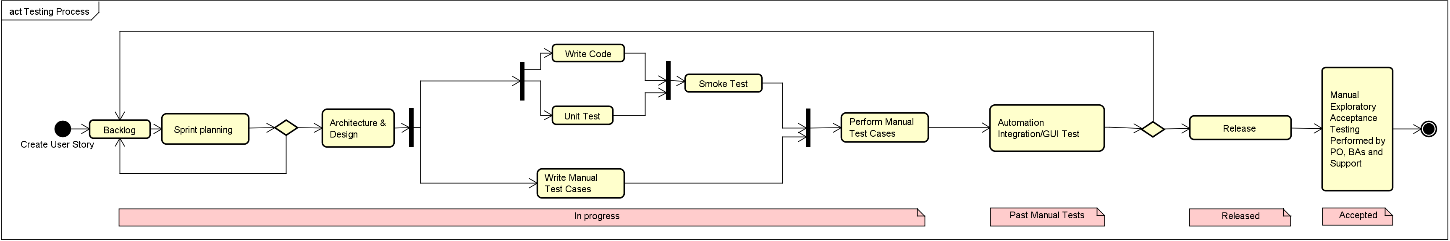 act Testing Process
Create User Story
Backlog
Sprint planning
Architecture &
Design
Write Code
Unit Test
Smoke Test
Write Manual
Test Cases
Perform Manual
Test Cases
Automation
Integration/GUI Test
Release
Manual
Exploratory
Acceptance
Testing
Performed by
PO, BAs and
Support
In progress
Past Manual Tests
Released
Accepted